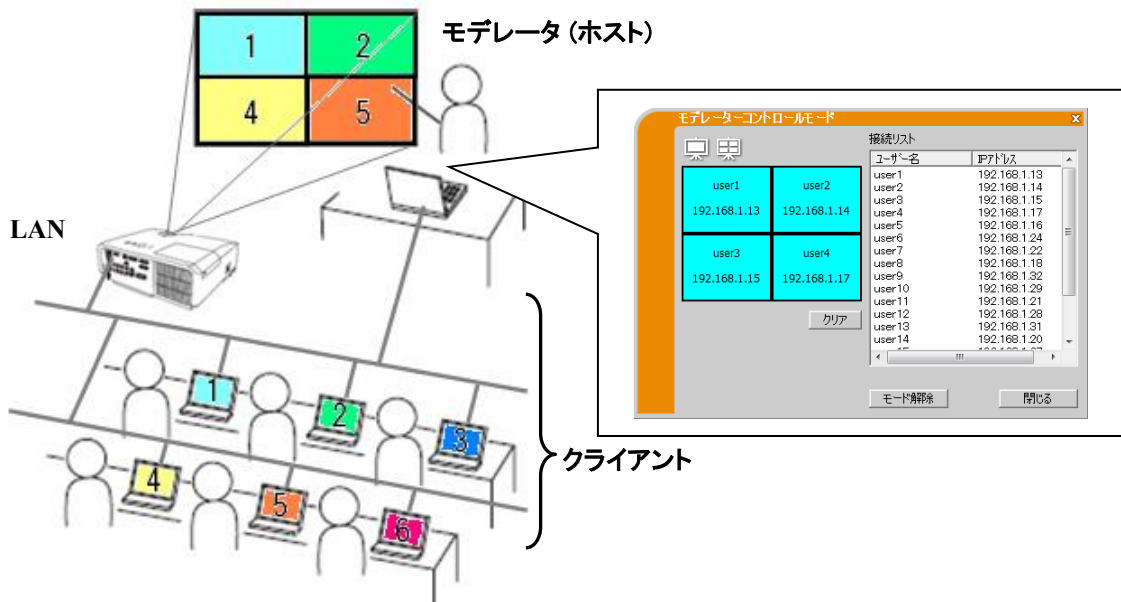 モデレータ (ホスト)
1
2
4
5
LAN
モデレーターコントロールモード
x
接続リスト
ユーザー名 IPアドレス
user1 192.168.1.13
user2 192.168.1.14
user3 192.168.1.15
user4 192.168.1.17
user5 192.168.1.16
user6 192.168.1.24
user7 192.168.1.22
user8 192.168.1.18
user9 192.168.1.32
user10 192.168.1.29
user11 192.168.1.21
user12 192.168.1.28
user13 192.168.1.31
user14 192.168.1.20
user1 user2
192.168.1.13 192.168.1.14
user3 user4
192.168.1.15 192.168.1.17
クリア
モード解除
閉じる
1
2
3
4
5
6
クライアント